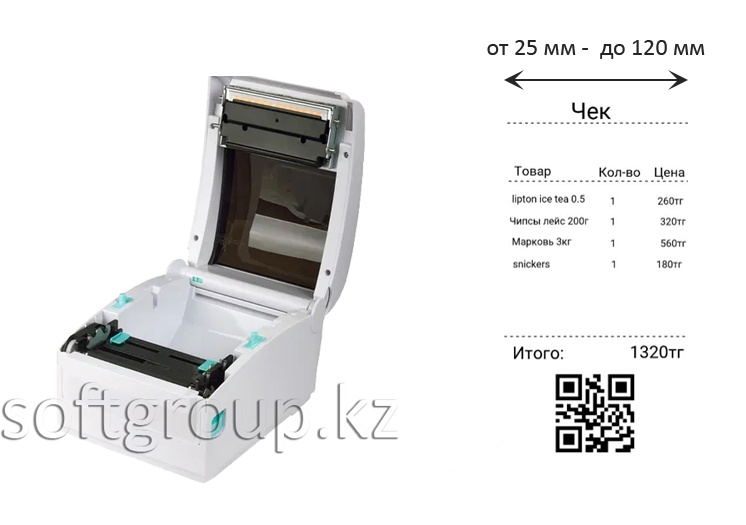 от 25 мм - до 120 мм
Чек
Товар Кол-во Цена
lipton ice tea 0.5 1 260тг
Чипсы лейс 200г 1 320тг
Марковь 3кг 1 560тг
snickers 1 180тг
Итого: 1320тг
softgroup.kz